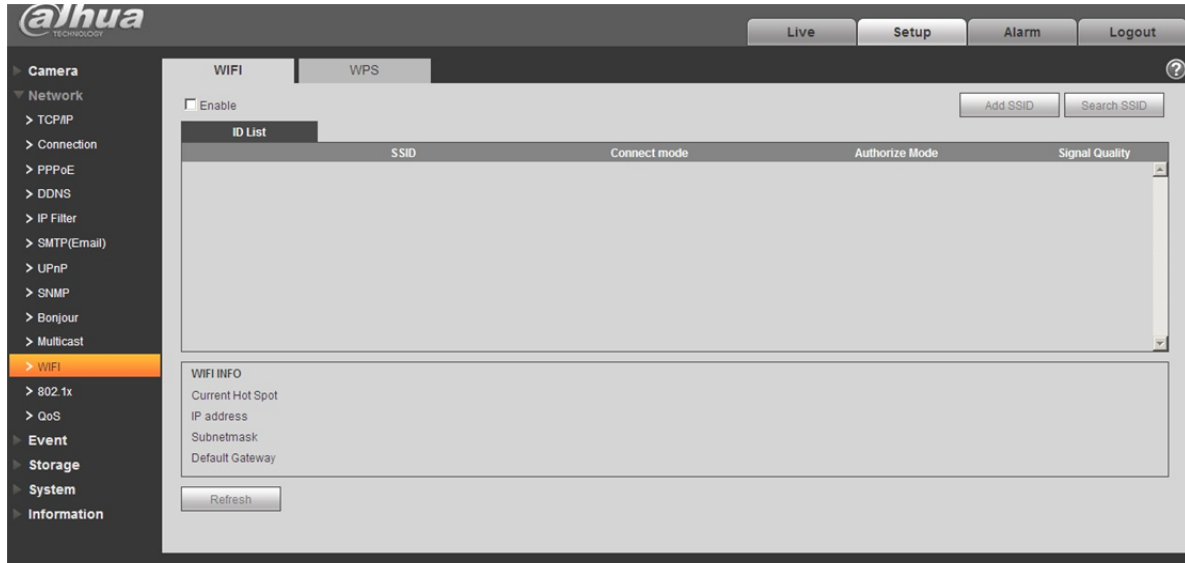 alhua
TECHNOLOGY
Live Setup Alarm Logout
Camera
Network
> TCP/IP
> Connection
> PPPoE
> DDNS
> IP Filter
> SMTP(Email)
> UPnP
> SNMP
> Bonjour
> Multicast
> WIFI
> 802.1x
> QoS
Event
Storage
System
Information
WIFI WPS
?
Enable
Add SSID Search SSID
ID List
SSID Connect mode Authorize Mode Signal Quality
WIFI INFO
Current Hot Spot
IP address
Subnetmask
Default Gateway
Refresh